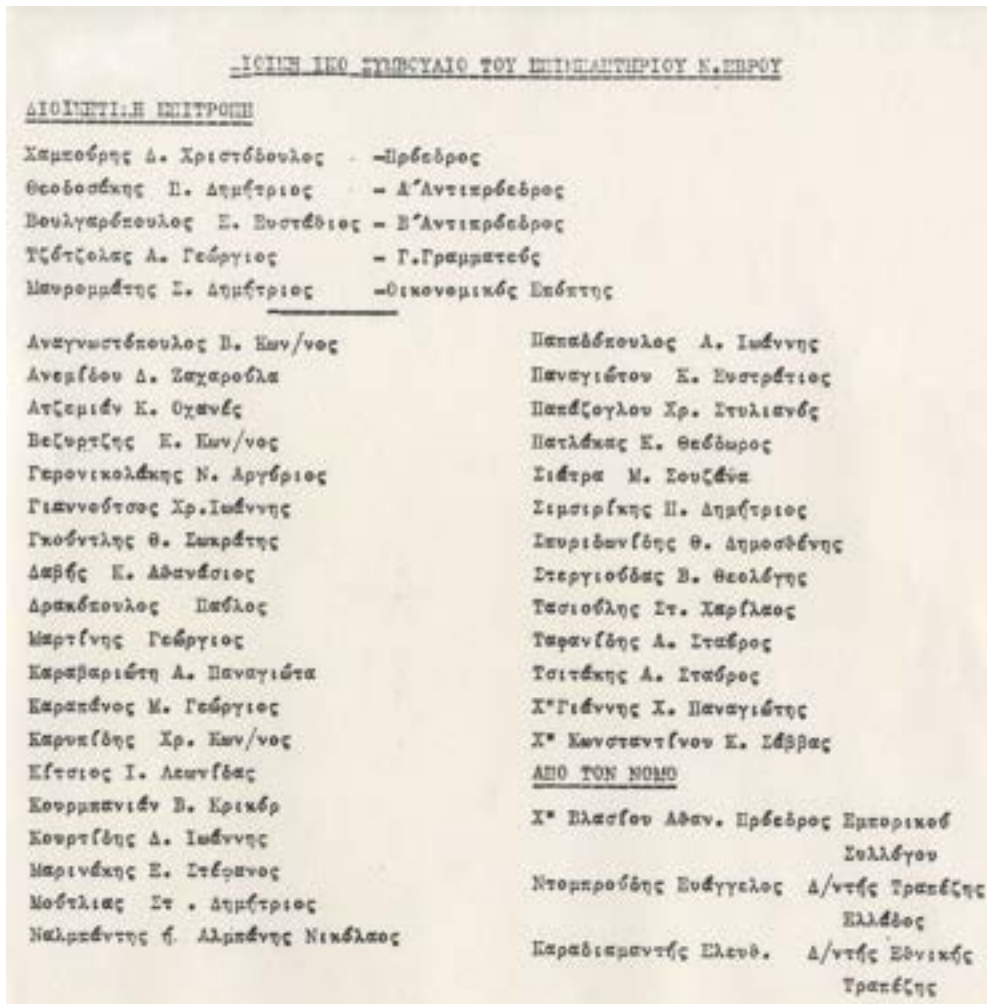 ΔΙΟΙΚΗΤΙΚΟ ΣΥΜΒΟΥΛΙΟ ΤΟΥ ΕΠΙΜΕΛΗΤΗΡΙΟΥ Ν.ΕΒΡΟΥ
ΔΙΟΙΚΗΤΙΚΗ ΕΠΙΤΡΟΠΗ
Χαμπούρης Δ. Χριστόδουλος -Πρόεδρος
Θεοδοσάκης Π. Δημήτριος - Α΄Αντιπρόεδρος
Βουλγαρόπουλος Σ. Ευστάθιος - Β΄Αντιπρόεδρος
Τζότζολας Α. Γεώργιος - Γ.Γραμματεύς
Μαυρομμάτης Σ. Δημήτριος -Οικονομικός Επόπτης
Αναγνωστόπουλος Β. Κων/νος
Ανεμίδου Δ. Ζαχαρούλα
Ατζεμιάν Κ. Οχανές
Βεζυρτζής Κ. Κων/νος
Γερονικολάκης Ν. Αργύριος
Γιαννούτσος Χρ.Ιωάννης
Γκούντλης Θ. Σωκράτης
Δαβής Κ. Αθανάσιος
Δρακόπουλος Παύλος
Μαρτίνης Γεώργιος
Καραβαριώτη Α. Παναγιώτα
Καραπάνος Μ. Γεώργιος
Καρυπίδης Χρ. Κων/νος
Κίτσιος Ι. Λεωνίδας
Κουρμπανιάν Β. Κρικόρ
Κουρτίδης Δ. Ιωάννης
Μαρινάκης Ε. Στέφανος
Μούτλιας Στ . Δημήτριος
Ναλμπάντης ή Αλμπάνης Νικόλαος
Παπαδόπουλος Α. Ιωάννης
Παναγιώτου Κ. Ευστράτιος
Παπάζογλου Χρ. Στυλιανός
Πατλάκας Κ. Θεόδωρος
Σιάτρα Μ. Σουζάνα
Σιμσιρίκης Π. Δημήτριος
Σπυριδωνίδης Θ. Δημοσθένης
Στεργιούδας Β. Θεολόγης
Τασιούλης Στ. Χαρίλαος
Ταφανίδης Α. Σταύρος
Τσιτάκης Α. Σταύρος
Χ"Γιάννης Χ. Παναγιώτης
Χ" Κωνσταντίνου Κ. Σάββας
ΑΠΟ ΤΟΝ ΝΟΜΟ
Χ" Βλασίου Αθαν. Πρόεδρος Εμπορικού
Συλλόγου
Ντομπρούδης Ευάγγελος Δ/ντής Τραπέζης
Ελλάδος
Καραδιαμαντής Ελευθ. Δ/ντής Εθνικής
Τραπέζης